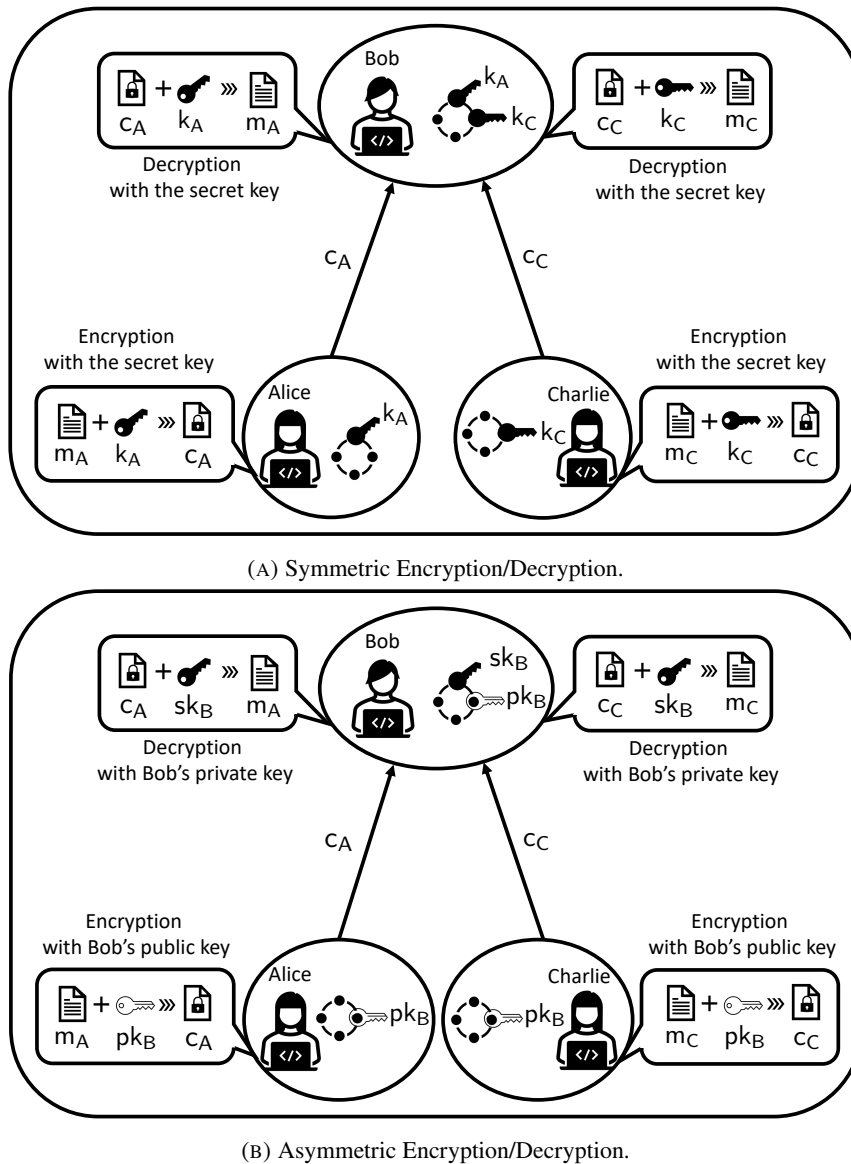 Bob
c_A + k_A »» m_A
Decryption
with the secret key
k_A
k_C
c_C + k_C »» m_C
Decryption
with the secret key
</>
c_A
c_C
Encryption
with the secret key
m_A + k_A »» c_A
Alice
k_A
</>
Charlie
k_C
</>
Encryption
with the secret key
m_C + k_C »» c_C
(A) Symmetric Encryption/Decryption.
Bob
c_A + sk_B »» m_A
Decryption
with Bob's private key
sk_B
pk_B
c_C + sk_B »» m_C
Decryption
with Bob's private key
</>
c_A
c_C
Encryption
with Bob's public key
m_A + pk_B »» c_A
Alice
pk_B
</>
Charlie
pk_B
</>
Encryption
with Bob's public key
m_C + pk_B »» c_C
(B) Asymmetric Encryption/Decryption.